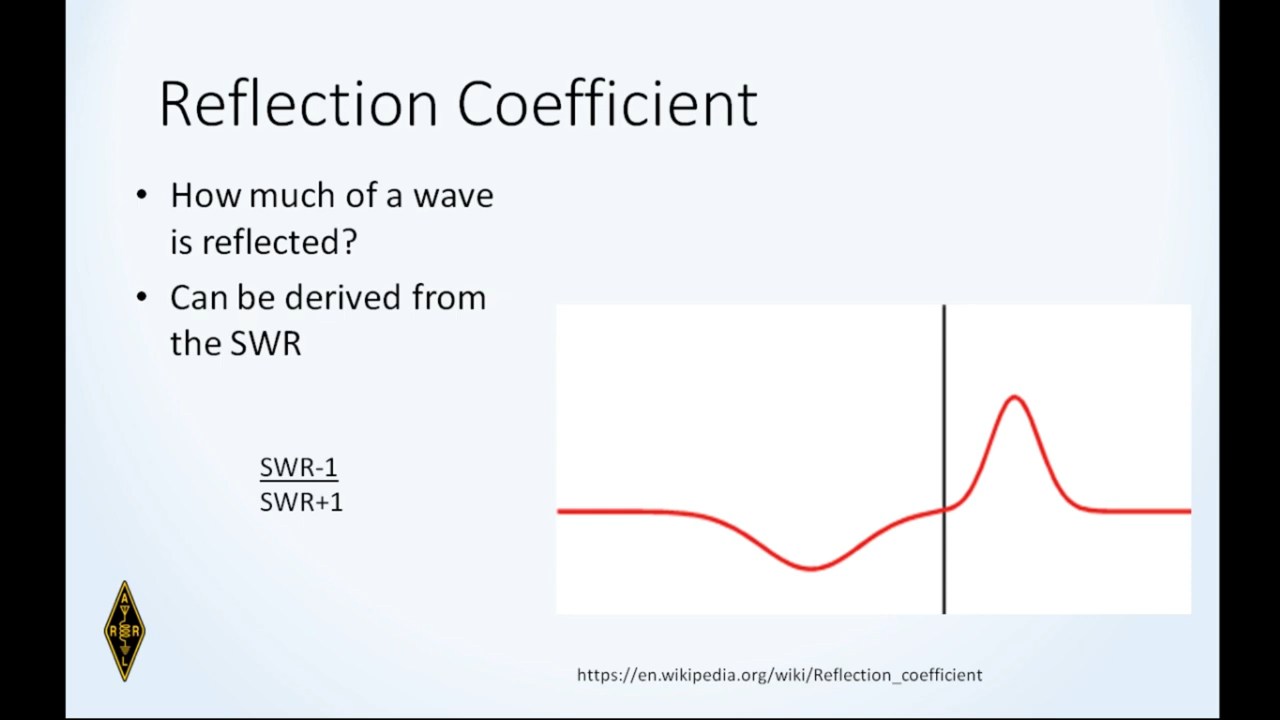 Reflection Coefficient
• How much of a wave
is reflected?
• Can be derived from
the SWR
SWR-1
SWR+1
A
R R
L
https://en.wikipedia.org/wiki/Reflection_coefficient